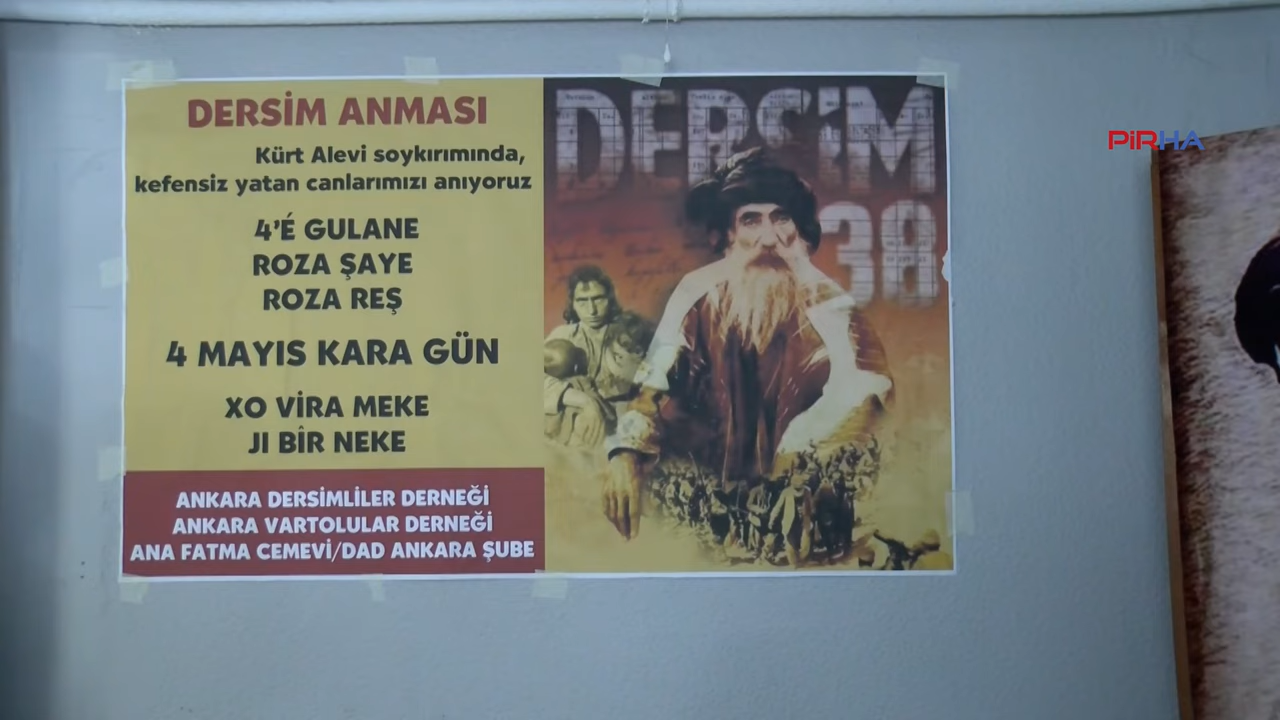 DERSİM ANMASI
Kürt Alevi soykırımında,
kefensiz yatan canlarımızı anıyoruz
4'É GULANE
ROZA ŞAYE
ROZA REŞ
4 MAYIS KARA GÜN
XO VİRA MEKE
JI BÎR NEKE
ANKARA DERSİMLİLER DERNEĞİ
ANKARA VARTOLULAR DERNEĞİ
ANA FATMA CEMEVİ/DAD ANKARA ŞUBE
DERSİM
38
PİRHA